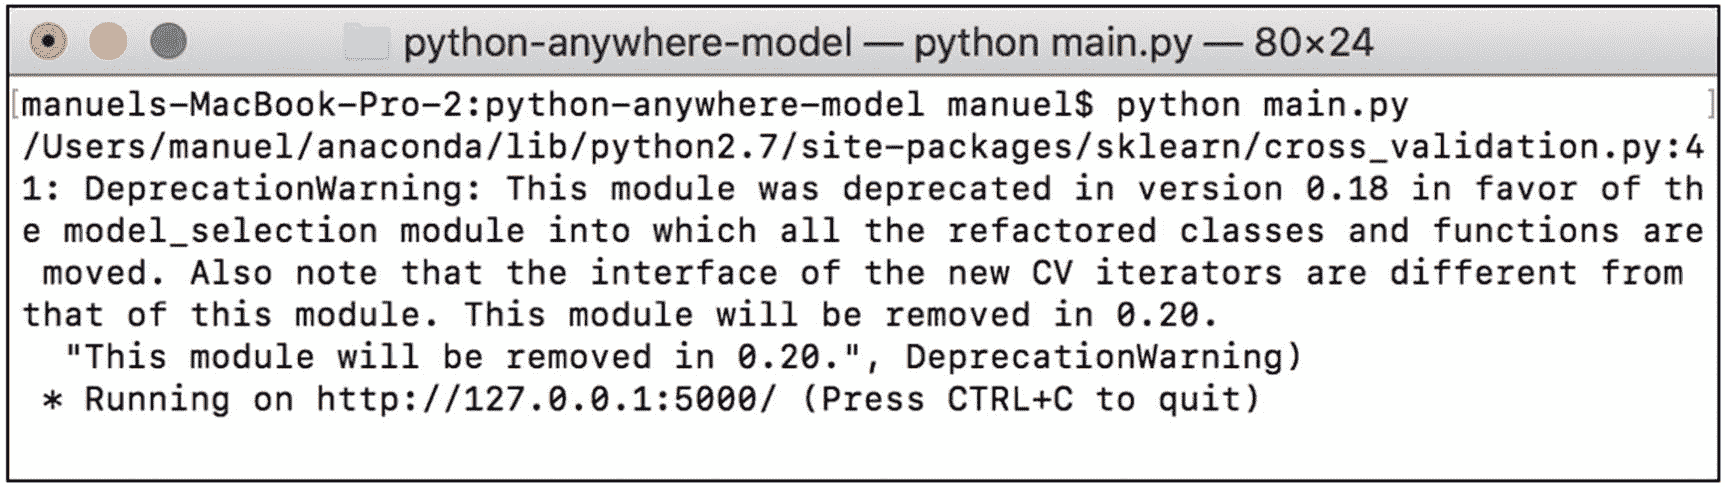 python-anywhere-model — python main.py — 80×24
[manuels-MacBook-Pro-2:python-anywhere-model manuel$ python main.py ]
/Users/manuel/anaconda/lib/python2.7/site-packages/sklearn/cross_validation.py:4
1: DeprecationWarning: This module was deprecated in version 0.18 in favor of th
e model_selection module into which all the refactored classes and functions are
 moved. Also note that the interface of the new CV iterators are different from
that of this module. This module will be removed in 0.20.
  "This module will be removed in 0.20.", DeprecationWarning)
 * Running on http://127.0.0.1:5000/ (Press CTRL+C to quit)